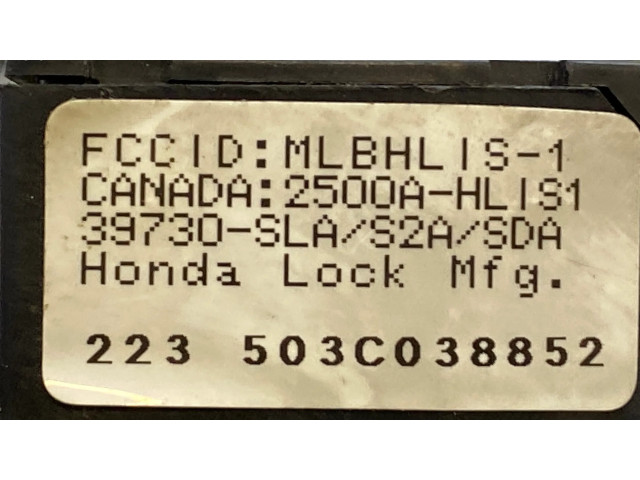 FCCID:MLBHLIS-1
CANADA:2500A-HLIS1
39730-SLA/S2A/SDA
Honda Lock Mfg.
223 503C038852